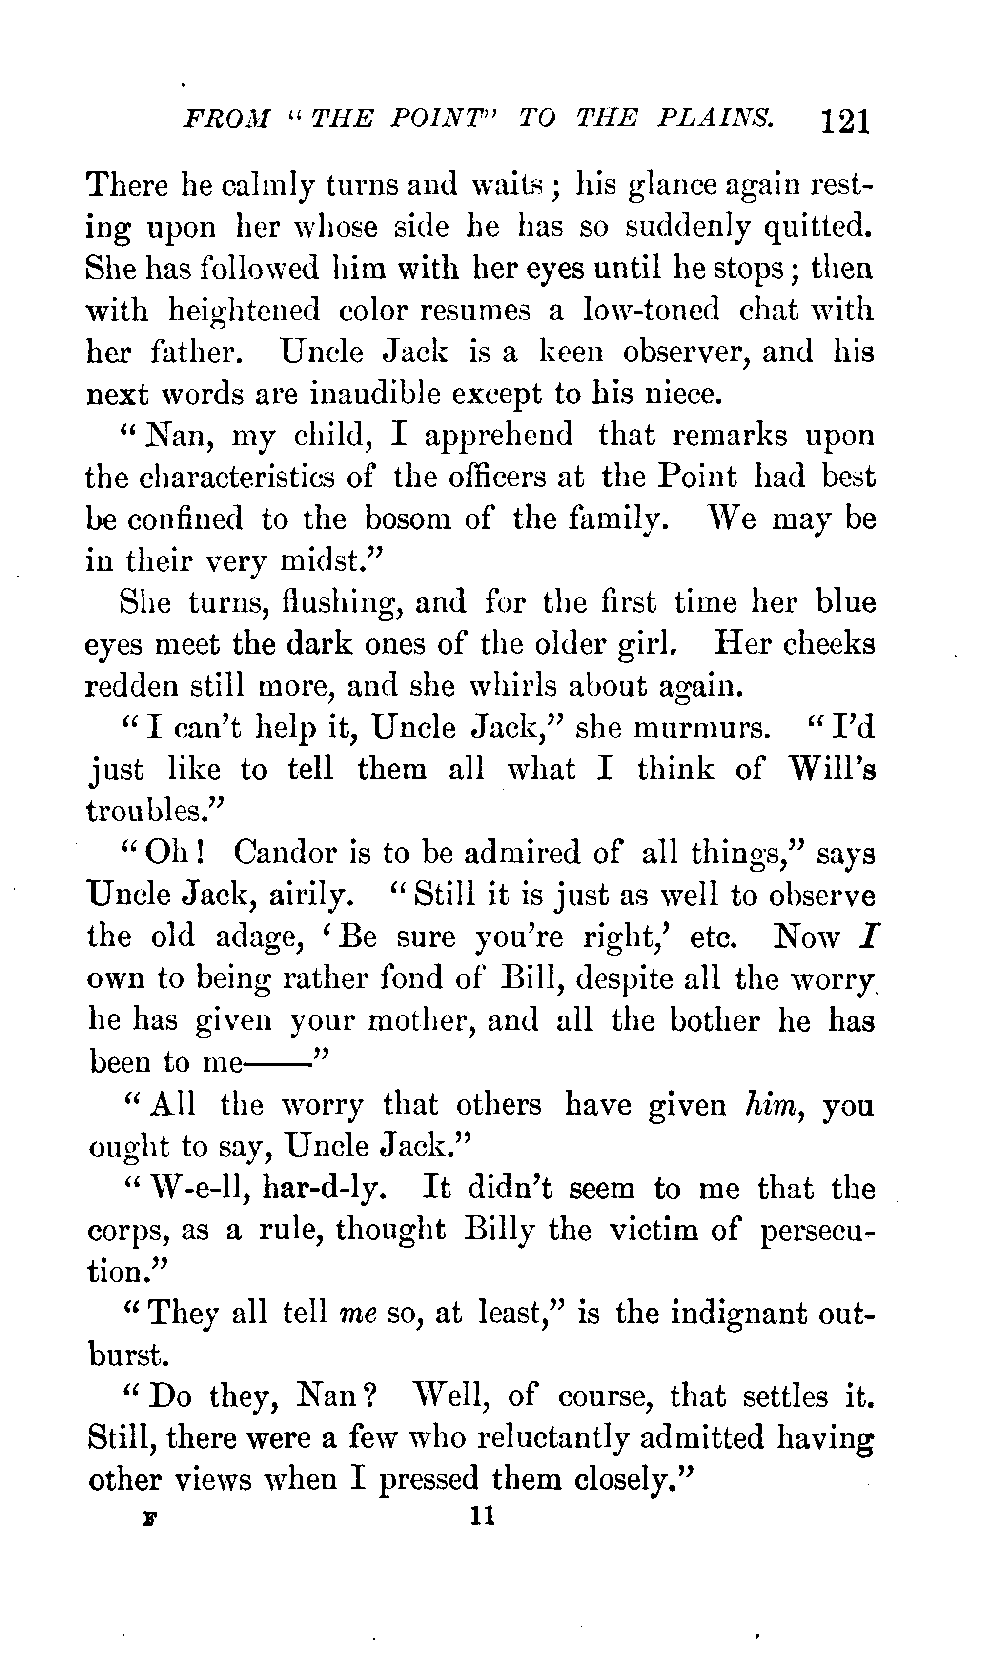 FROM "THE POINT" TO THE PLAINS. 121
There he calmly turns and waits; his glance again rest-
ing upon her whose side he has so suddenly quitted.
She has followed him with her eyes until he stops; then
with heightened color resumes a low-toned chat with
her father. Uncle Jack is a keen observer, and his
next words are inaudible except to his niece.
"Nan, my child, I apprehend that remarks upon
the characteristics of the officers at the Point had best
be confined to the bosom of the family. We may be
in their very midst."
She turns, flushing, and for the first time her blue
eyes meet the dark ones of the older girl. Her cheeks
redden still more, and she whirls about again.
"I can't help it, Uncle Jack," she murmurs. "I'd
just like to tell them all what I think of Will's
troubles."
"Oh! Candor is to be admired of all things," says
Uncle Jack, airily. "Still it is just as well to observe
the old adage, 'Be sure you're right,' etc. Now I
own to being rather fond of Bill, despite all the worry
he has given your mother, and all the bother he has
been to me——"
"All the worry that others have given him, you
ought to say, Uncle Jack."
"W-e-ll, har-d-ly. It didn't seem to me that the
corps, as a rule, thought Billy the victim of persecu-
tion."
"They all tell me so, at least," is the indignant out-
burst.
"Do they, Nan? Well, of course, that settles it.
Still, there were a few who reluctantly admitted having
other views when I pressed them closely."
F 11